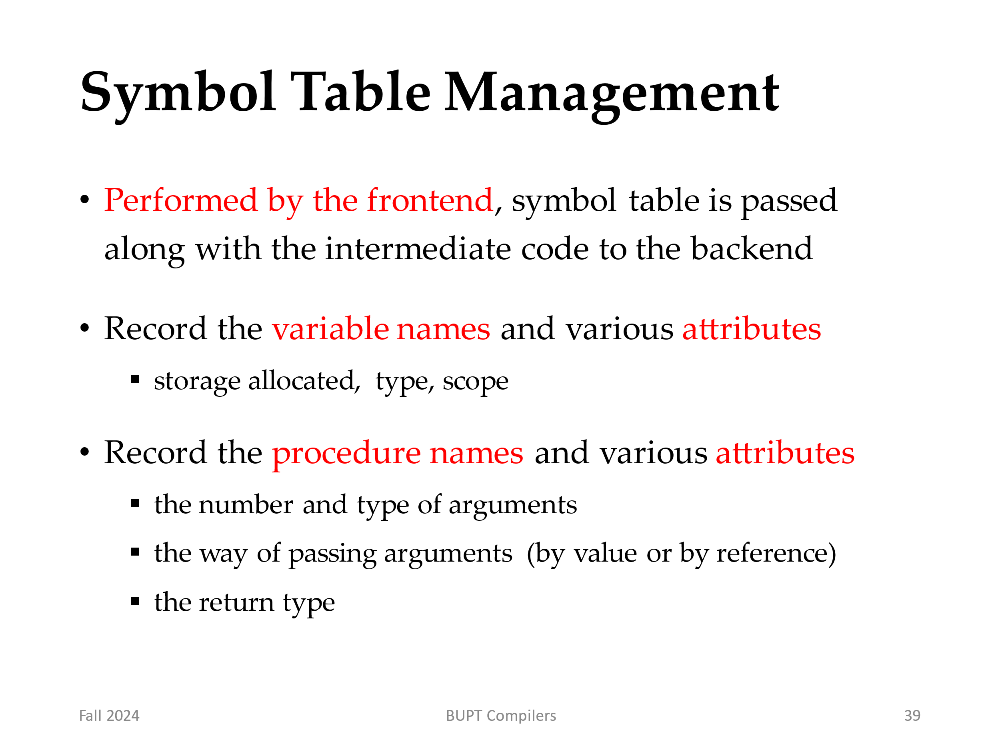 Symbol Table Management
• Performed by the frontend, symbol table is passed
along with the intermediate code to the backend
• Record the variable names and various attributes
▪ storage allocated, type, scope
• Record the procedure names and various attributes
▪ the number and type of arguments
▪ the way of passing arguments (by value or by reference)
▪ the return type
Fall 2024 BUPT Compilers 39